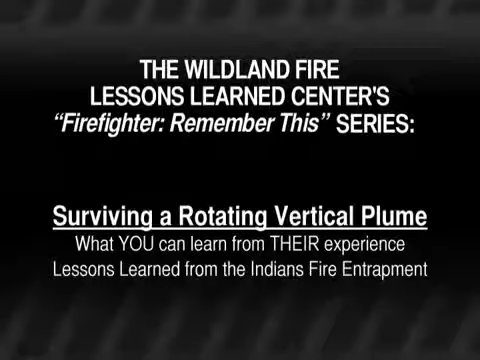 THE WILDLAND FIRE
LESSONS LEARNED CENTER'S
“Firefighter: Remember This” SERIES:
Surviving a Rotating Vertical Plume
What YOU can learn from THEIR experience
Lessons Learned from the Indians Fire Entrapment